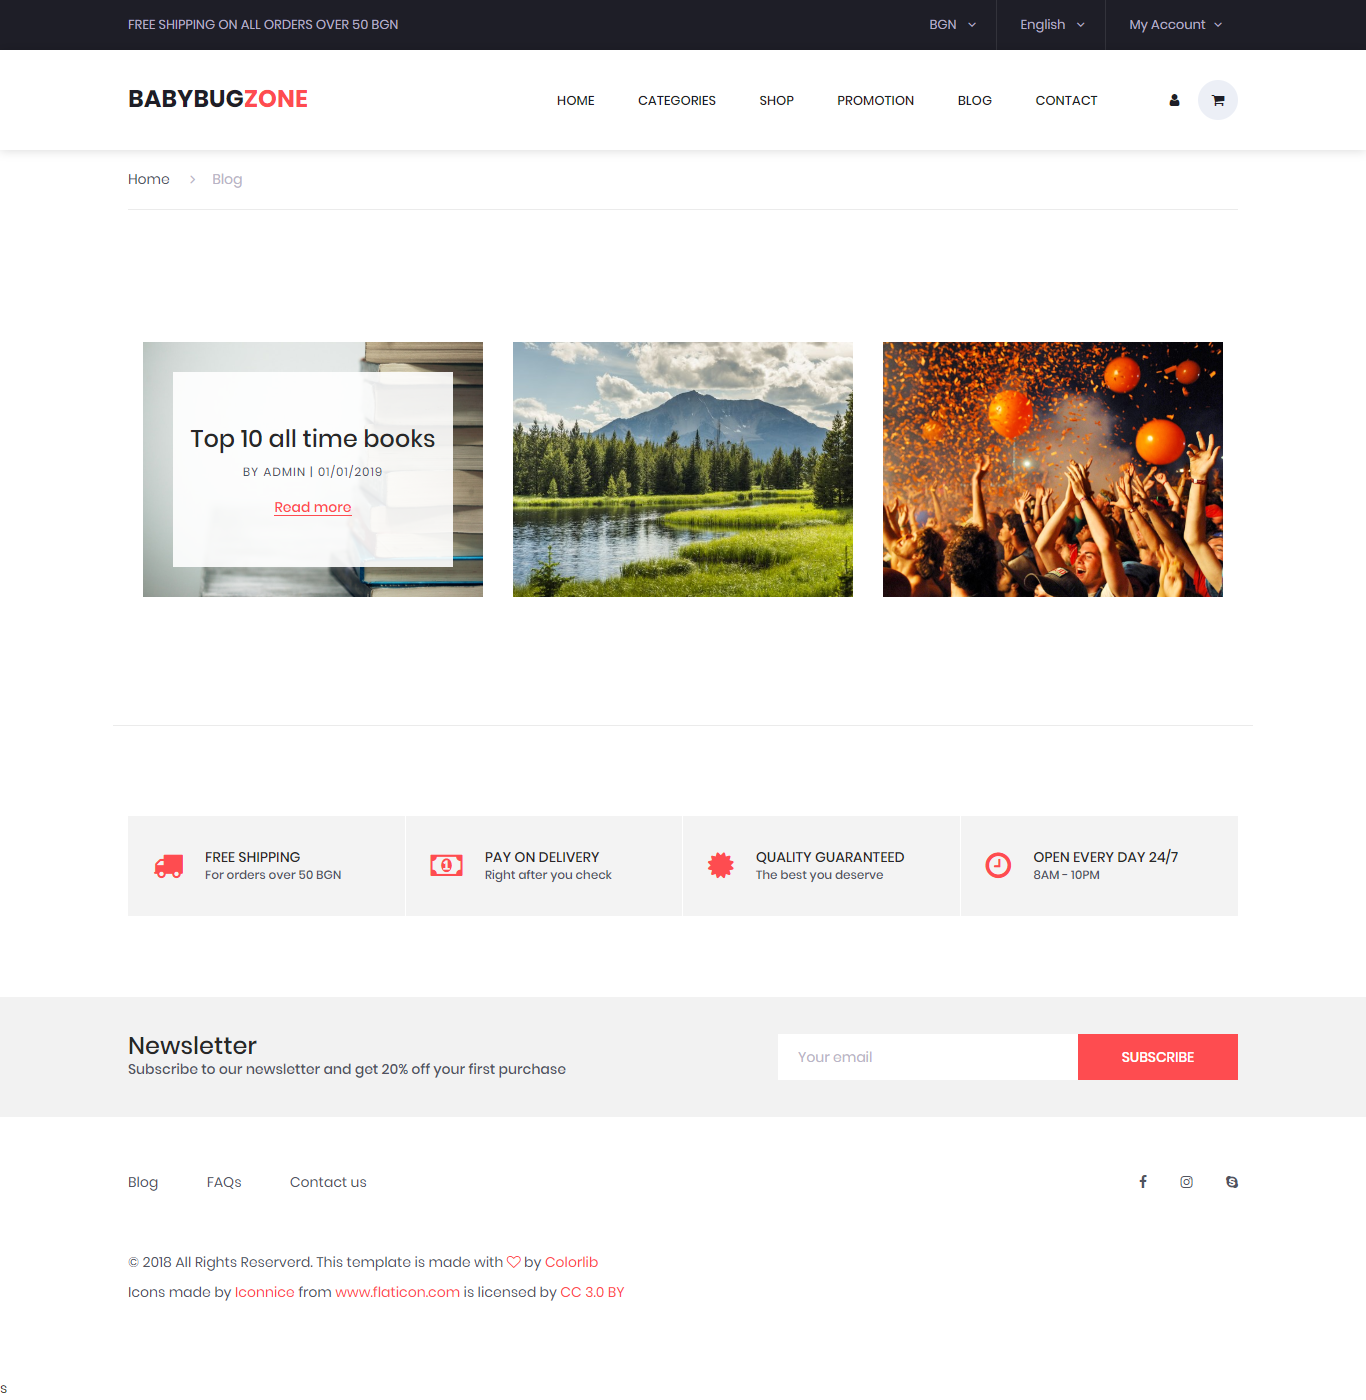 FREE SHIPPING ON ALL ORDERS OVER 50 BGN
BGN
English
My Account
BABYBUGZONE
HOME
CATEGORIES
SHOP
PROMOTION
BLOG
CONTACT
Home
Blog
Top 10 all time books
BY ADMIN | 01/01/2019
Read more
FREE SHIPPING
For orders over 50 BGN
PAY ON DELIVERY
Right after you check
QUALITY GUARANTEED
The best you deserve
OPEN EVERY DAY 24/7
8AM - 10PM
Newsletter
Subscribe to our newsletter and get 20% off your first purchase
Your email
SUBSCRIBE
Blog
FAQs
Contact us
© 2018 All Rights Reserverd. This template is made with ♡ by Colorlib
Icons made by Iconnice from www.flaticon.com is licensed by CC 3.0 BY
s